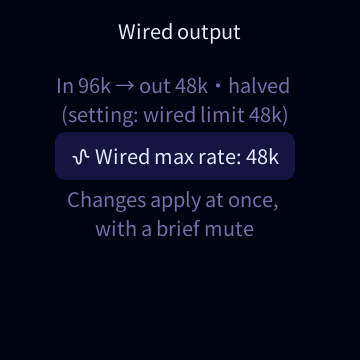 Wired output
In 96k → out 48k • halved
(setting: wired limit 48k)
Wired max rate: 48k
Changes apply at once,
with a brief mute